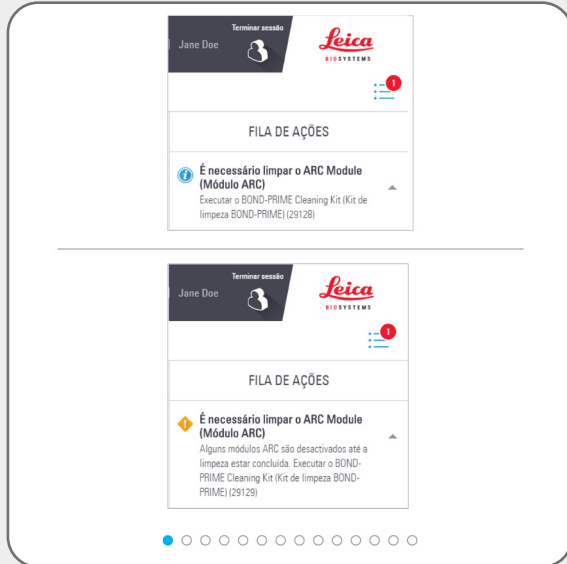 Terminar sessão
Jane Doe
Leica
BIOSYSTEMS
1
FILA DE AÇÕES
É necessário limpar o ARC Module
(Módulo ARC)
Executar o BOND-PRIME Cleaning Kit (Kit de
limpeza BOND-PRIME) (29128)
Terminar sessão
Jane Doe
Leica
BIOSYSTEMS
1
FILA DE AÇÕES
É necessário limpar o ARC Module
(Módulo ARC)
Alguns módulos ARC são desactivados até a
limpeza estar concluída. Executar o BOND-
PRIME Cleaning Kit (Kit de limpeza BOND-
PRIME) (29129)